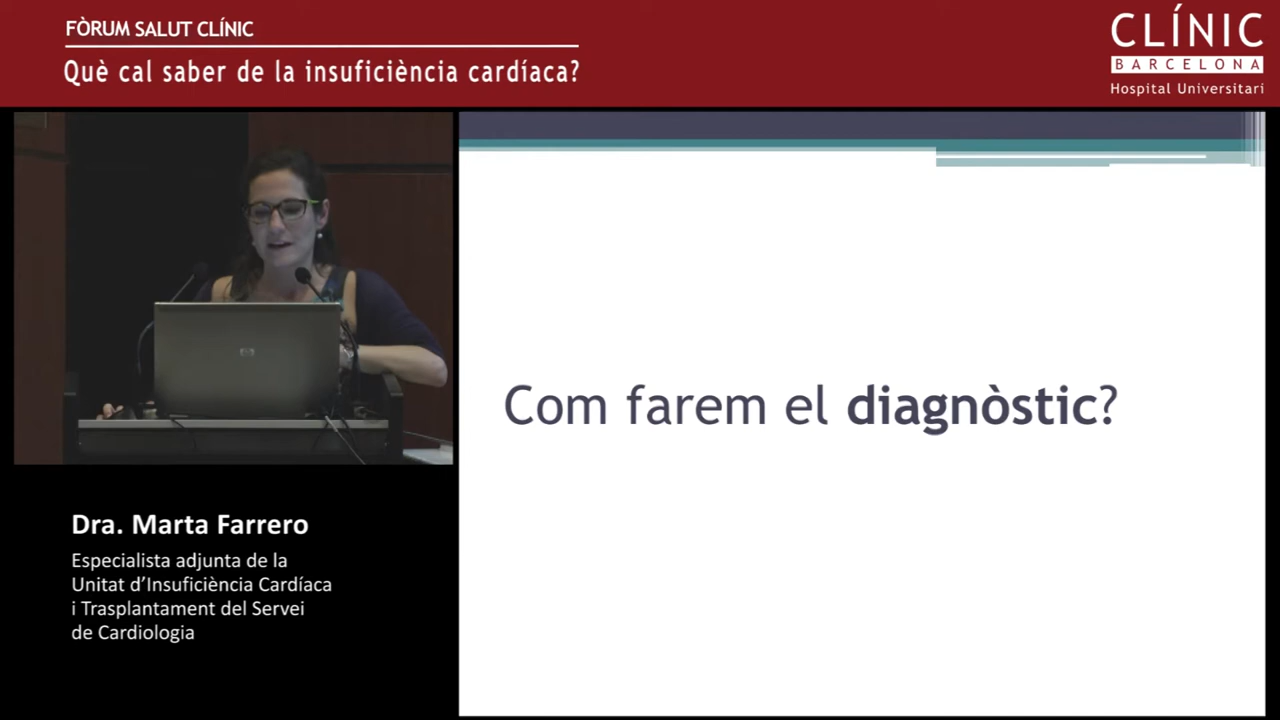 FÒRUM SALUT CLÍNIC
Què cal saber de la insuficiència cardíaca?
CLÍNIC
BARCELONA
Hospital Universitari
Com farem el diagnòstic?
Dra. Marta Farrero
Especialista adjunta de la
Unitat d’Insuficiència Cardíaca
i Trasplantament del Servei
de Cardiologia